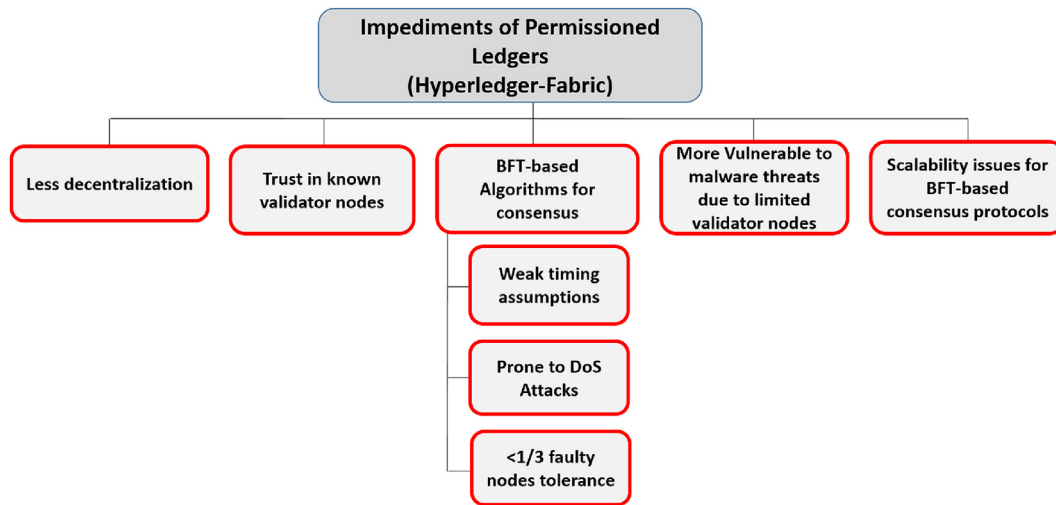 Impediments of Permissioned
Ledgers
(Hyperledger-Fabric)
Less decentralization
Trust in known
validator nodes
BFT-based
Algorithms for
consensus
More Vulnerable to
malware threats
due to limited
validator nodes
Scalability issues for
BFT-based
consensus protocols
Weak timing
assumptions
Prone to DoS
Attacks
<1/3 faulty
nodes tolerance